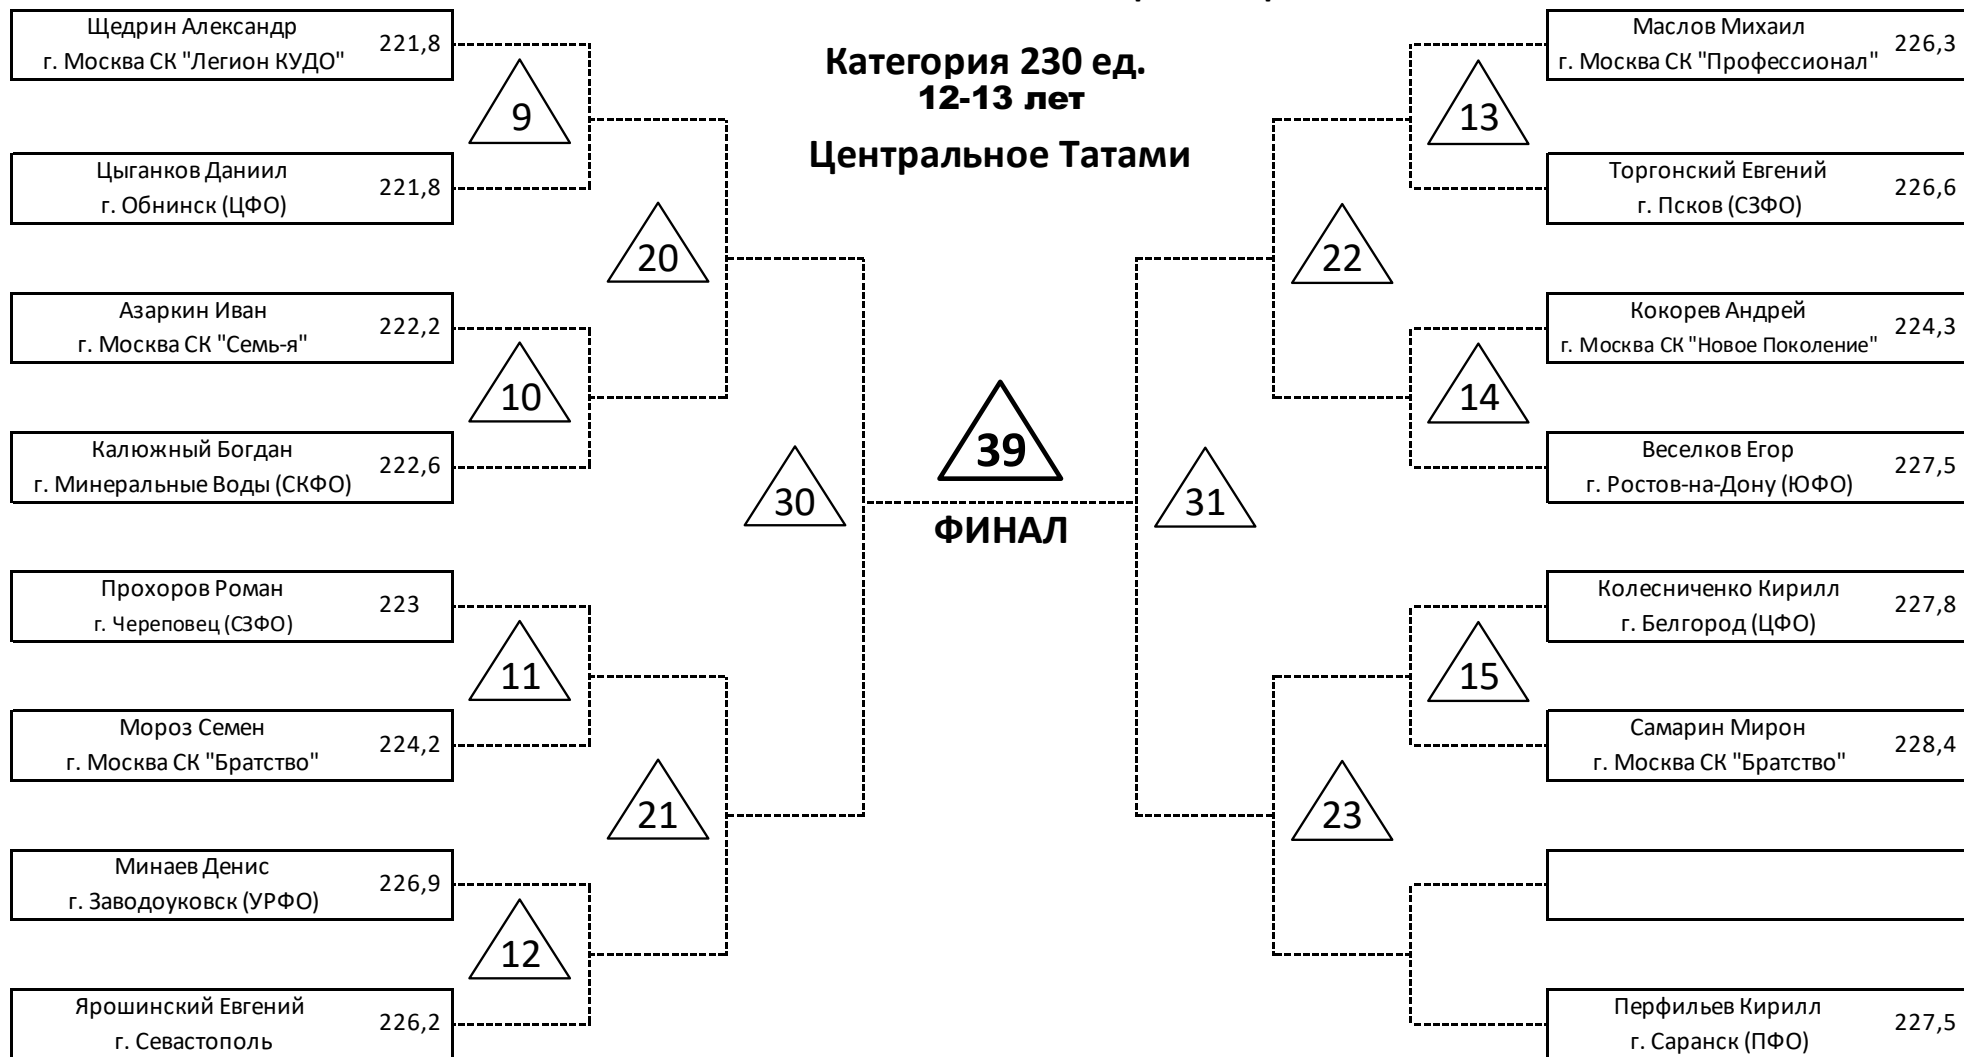 Щедрин Александр
г. Москва СК "Легион КУДО"
221,8
Цыганков Даниил
г. Обнинск (ЦФО)
221,8
Азаркин Иван
г. Москва СК "Семь-я"
222,2
Калюжный Богдан
г. Минеральные Воды (СКФО)
222,6
Прохоров Роман
г. Череповец (СЗФО)
223
Мороз Семен
г. Москва СК "Братство"
224,2
Минаев Денис
г. Заводоуковск (УРФО)
226,9
Ярошинский Евгений
г. Севастополь
226,2
9
10
11
12
20
21
30
Категория 230 ед.
12-13 лет
Центральное Татами
39
ФИНАЛ
31
22
23
13
14
15
Маслов Михаил
г. Москва СК "Профессионал"
226,3
Торгонский Евгений
г. Псков (СЗФО)
226,6
Кокорев Андрей
г. Москва СК "Новое Поколение"
224,3
Веселков Егор
г. Ростов-на-Дону (ЮФО)
227,5
Колесниченко Кирилл
г. Белгород (ЦФО)
227,8
Самарин Мирон
г. Москва СК "Братство"
228,4
Перфильев Кирилл
г. Саранск (ПФО)
227,5